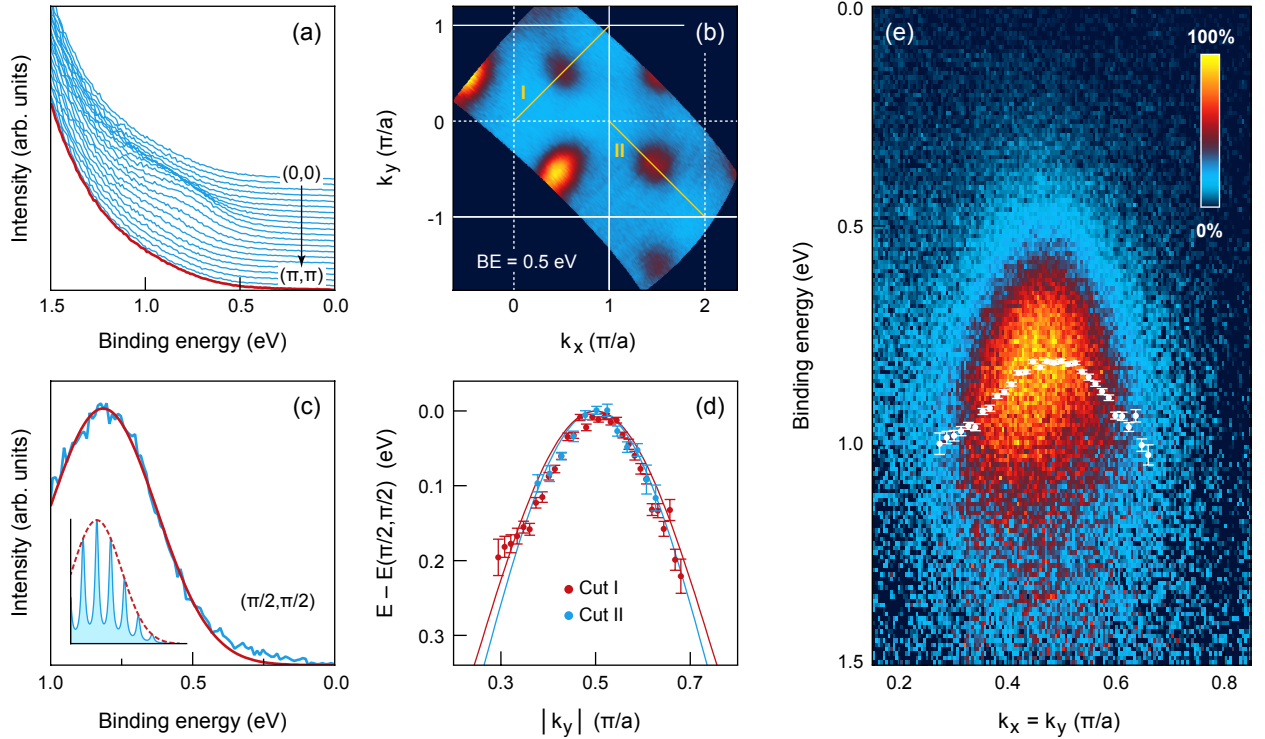 (a)
Intensity (arb. units)
(0,0)
(π,π)
1.5
1.0
0.5
0.0
Binding energy (eV)
(b)
k_y (π/a)
1
0
-1
I
II
BE = 0.5 eV
0
1
2
k_x (π/a)
(c)
Intensity (arb. units)
(π/2,π/2)
1.0
0.5
0.0
Binding energy (eV)
(d)
E – E(π/2,π/2) (eV)
0.0
0.1
0.2
0.3
Cut I
Cut II
0.3
0.5
0.7
|k_y| (π/a)
(e)
100%
0%
Binding energy (eV)
0.0
0.5
1.0
1.5
0.2
0.4
0.6
0.8
k_x = k_y (π/a)